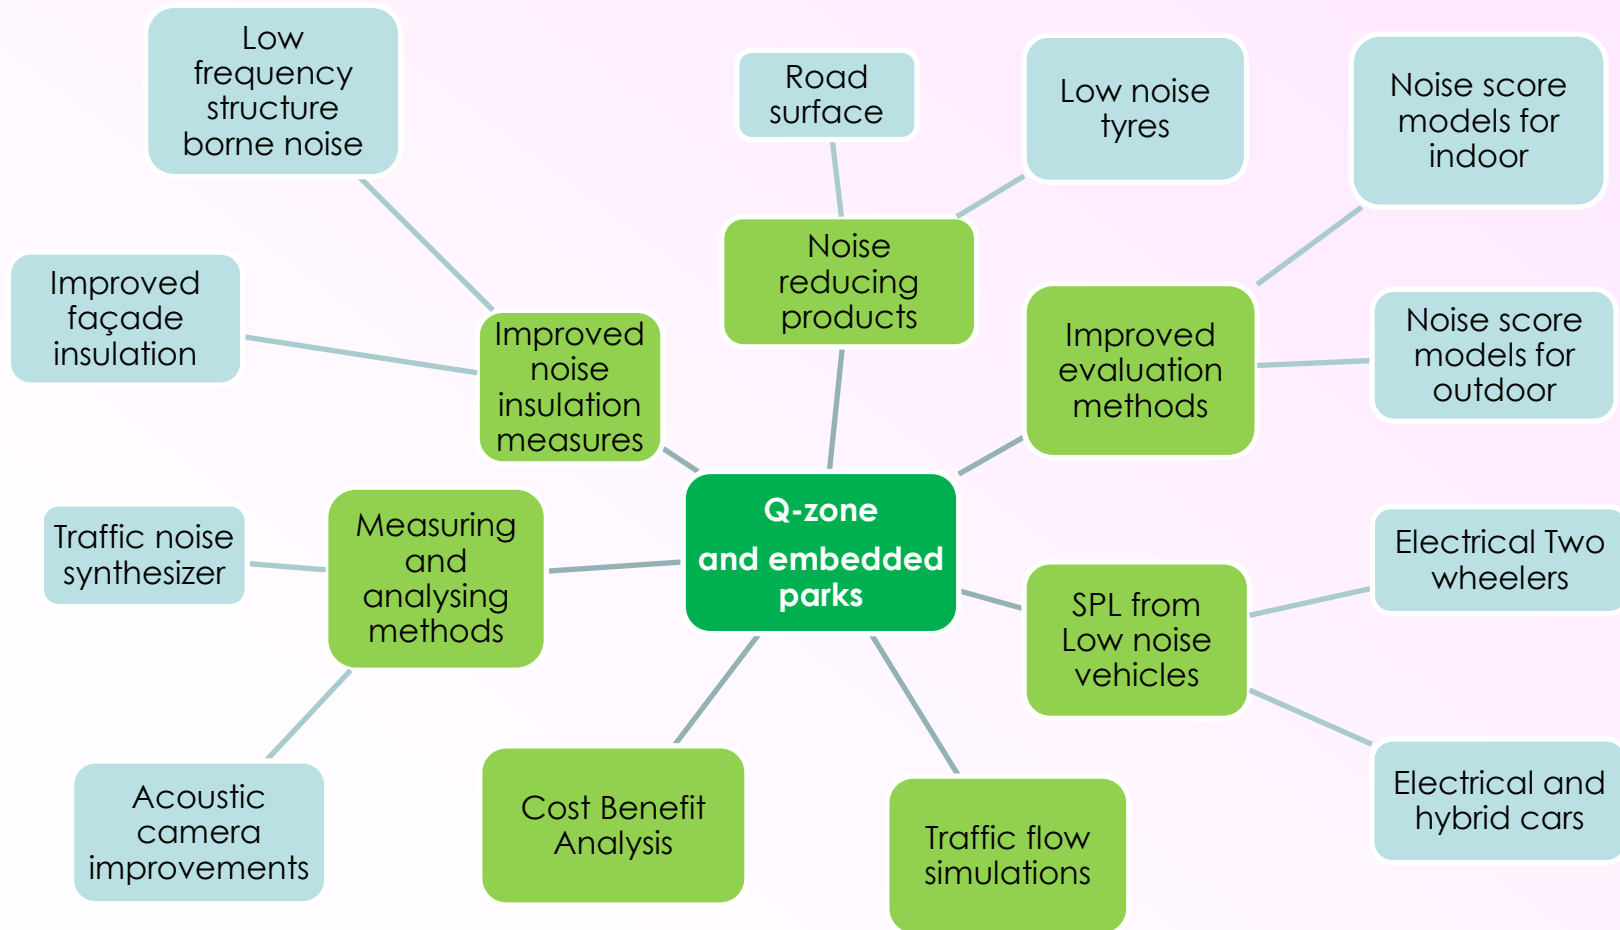 Low
frequency
structure
borne noise
Road
surface
Low noise
tyres
Noise score
models for
indoor
Improved
façade
insulation
Improved
noise
insulation
measures
Noise
reducing
products
Improved
evaluation
methods
Noise score
models for
outdoor
Traffic noise
synthesizer
Measuring
and
analysing
methods
Q-zone
and embedded
parks
SPL from
Low noise
vehicles
Electrical Two
wheelers
Acoustic
camera
improvements
Cost Benefit
Analysis
Traffic flow
simulations
Electrical and
hybrid cars